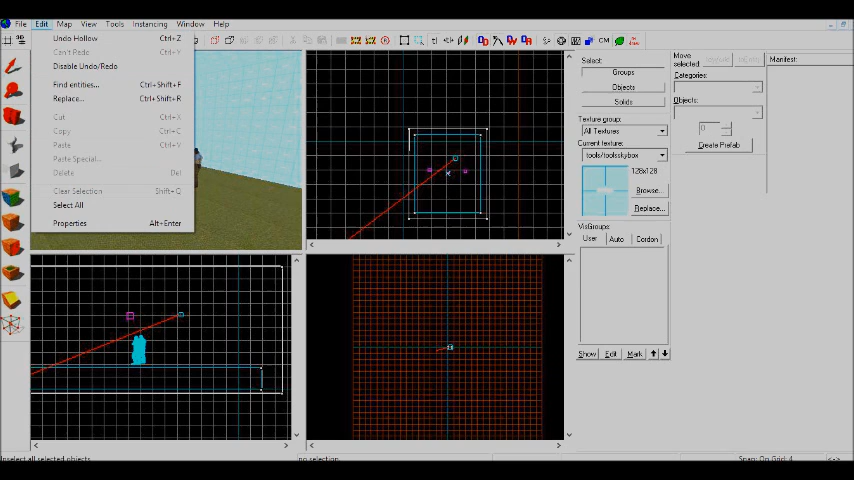 File Edit Map View Tools Instancing Window Help
Undo Hollow Ctrl+Z
Can't Redo Ctrl+Y
Disable Undo/Redo
Find entities... Ctrl+Shift+F
Replace... Ctrl+Shift+R
Cut Ctrl+X
Copy Ctrl+C
Paste Ctrl+V
Paste Special...
Delete Del
Clear Selection Shift+Q
Select All
Properties Alt+Enter
CM
Select:
Groups
Objects
Solids
Texture group:
All Textures
Current texture:
tools/toolsskybox
128x128
Browse...
Replace...
VisGroups:
User Auto Cordon
Show Edit Mark
Move
selected:
Categories:
Objects:
0
Create Prefab
Manifest:
Unselect all selected objects.
no selection.
Snap: On Grid: 4
<->